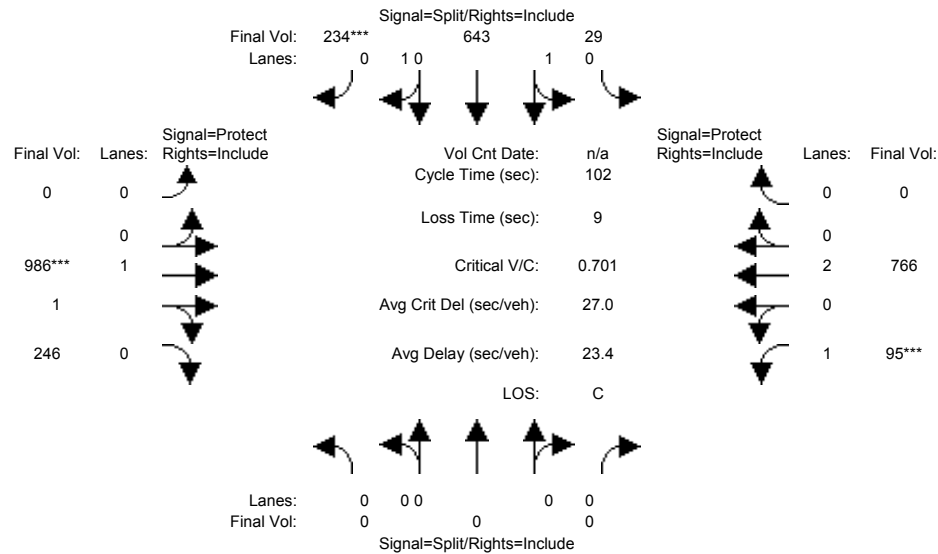 Signal=Split/Rights=Include
Final Vol: 234*** 643 29
Lanes: 0 1 0 1 0
Signal=Protect Signal=Protect
Final Vol: Lanes: Rights=Include Vol Cnt Date: n/a Rights=Include Lanes: Final Vol:
Cycle Time (sec): 102
0 0 0 0
Loss Time (sec): 9
0 0
986*** 1 Critical V/C: 0.701 2 766
1 Avg Crit Del (sec/veh): 27.0 0
246 0 Avg Delay (sec/veh): 23.4 1 95***
LOS: C
Lanes: 0 0 0 0 0
Final Vol: 0 0 0
Signal=Split/Rights=Include